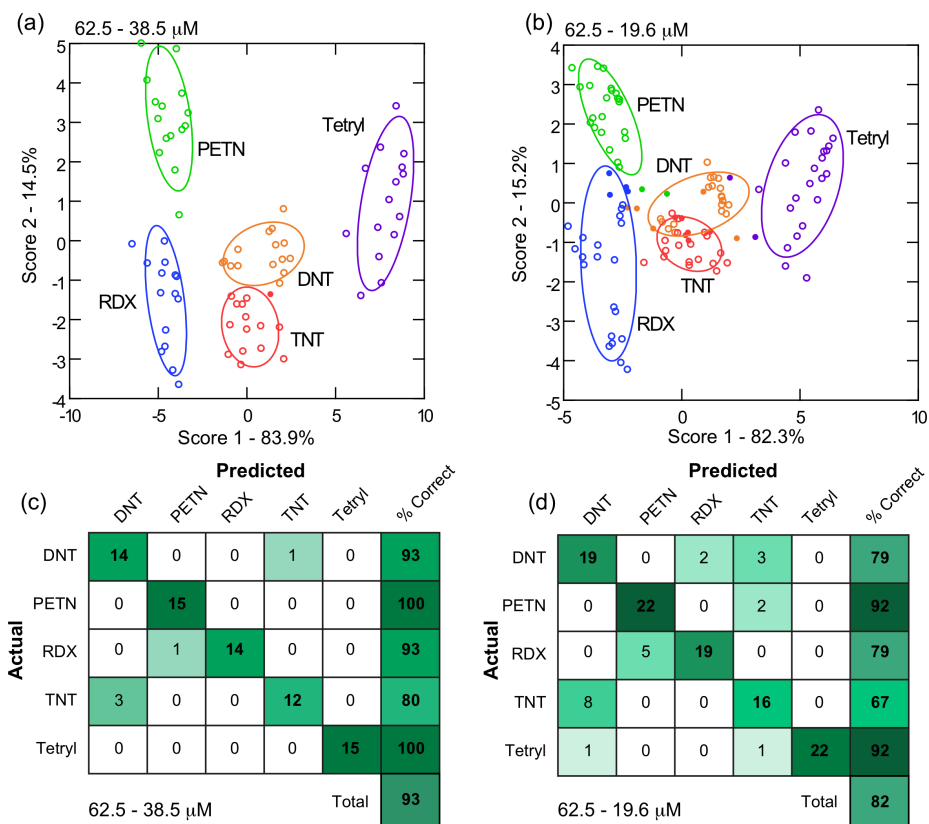 (a)
62.5 - 38.5 μM
5
4
3
2
1
0
-1
-2
-3
-4
-10
-5
0
5
10
Score 2 - 14.5%
Score 1 - 83.9%
PETN
Tetryl
RDX
DNT
TNT
(b)
62.5 - 19.6 μM
4
3
2
1
0
-1
-2
-3
-4
-5
-5
0
5
10
Score 2 - 15.2%
Score 1 - 82.3%
PETN
DNT
Tetryl
TNT
RDX
(c)
Predicted
DNT PETN RDX TNT Tetryl % Correct
Actual
DNT 14 0 0 1 0 93
PETN 0 15 0 0 0 100
RDX 0 1 14 0 0 93
TNT 3 0 0 12 0 80
Tetryl 0 0 0 0 15 100
62.5 - 38.5 μM Total 93
(d)
Predicted
DNT PETN RDX TNT Tetryl % Correct
Actual
DNT 19 0 2 3 0 79
PETN 0 22 0 2 0 92
RDX 0 5 19 0 0 79
TNT 8 0 0 16 0 67
Tetryl 1 0 0 1 22 92
62.5 - 19.6 μM Total 82